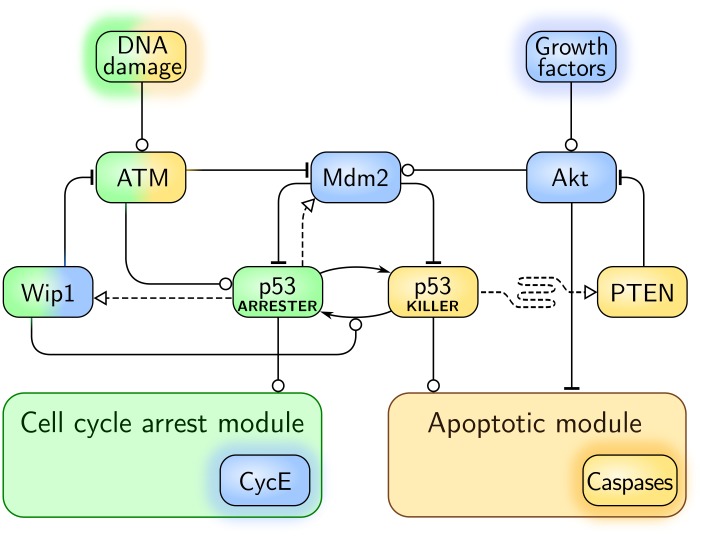 DNA
damage
Growth
factors
ATM
Mdm2
Akt
Wip1
p53
ARRESTER
p53
KILLER
PTEN
Cell cycle arrest module
CycE
Apoptotic module
Caspases